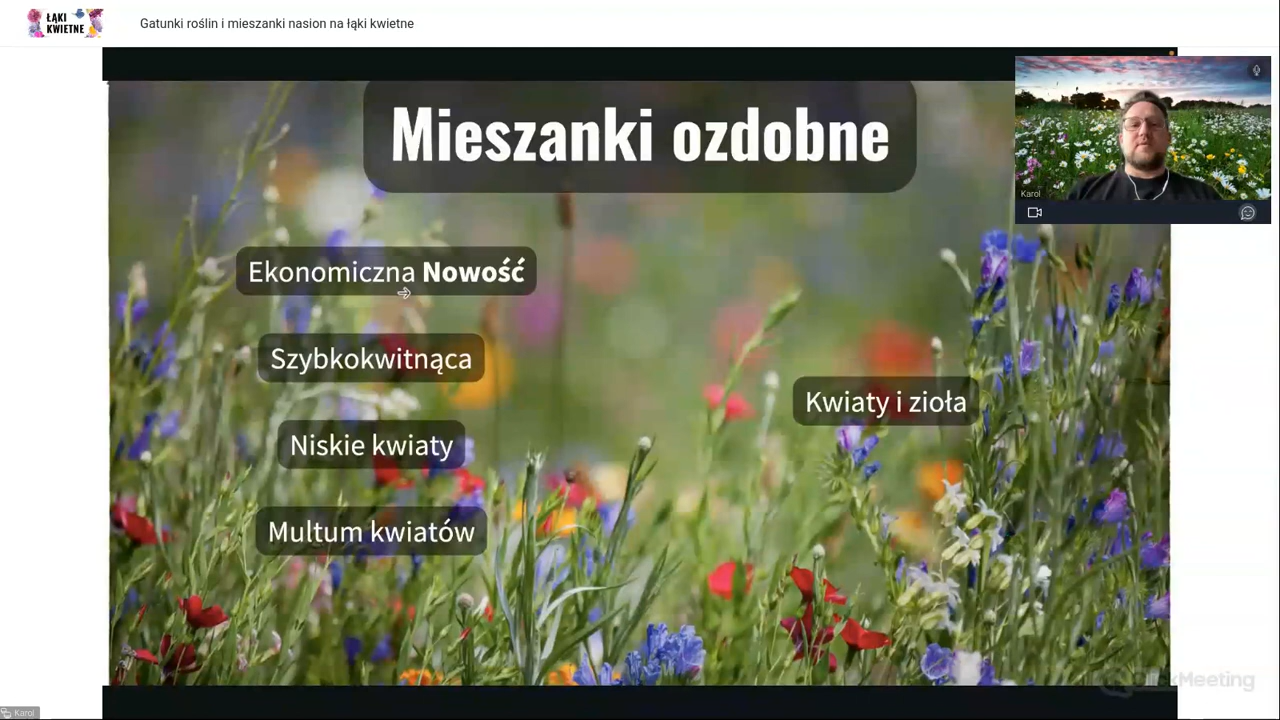 ŁĄKI
KWIETNE
Gatunki roślin i mieszanki nasion na łąki kwietne
Mieszanki ozdobne
Karol
Ekonomiczna Nowość
Szybkokwitnąca
Kwiaty i zioła
Niskie kwiaty
Multum kwiatów
ClickMeeting
Karol